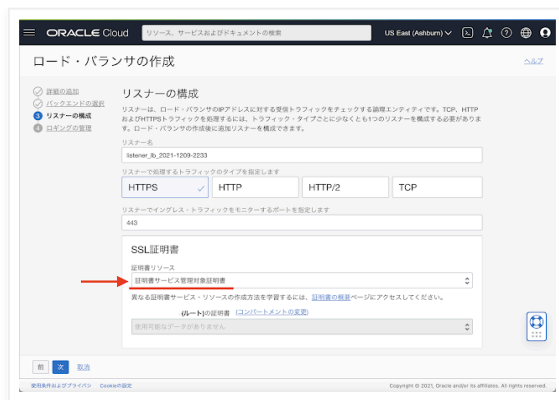 ORACLE Cloud
リソース、サービスおよびドキュメントの検索
US East (Ashburn)
ロード・バランサの作成
ヘルプ
詳細の追加
バックエンドの選択
3 リスナーの構成
4 ロギングの管理
リスナーの構成
リスナーは、ロード・バランサのIPアドレスに対する受信トラフィックをチェックする論理エンティティです。TCP、HTTP
およびHTTPSトラフィックを処理するには、トラフィック・タイプごとに少なくとも1つのリスナーを構成する必要がありま
す。ロード・バランサの作成後に追加リスナーを構成できます。
リスナー名
listener_lb_2021-1209-2233
リスナーで処理するトラフィックのタイプを指定します
HTTPS HTTP HTTP/2 TCP
リスナーでイングレス・トラフィックをモニターするポートを指定します
443
SSL証明書
証明書リソース
証明書サービス管理対象証明書
異なる証明書サービス・リソースの作成方法を学習するには、証明書の概要ページにアクセスしてください。
(ルート)の証明書 (コンパートメントの変更)
使用可能なデータがありません
前 次 取消
使用条件およびプライバシ Cookieの設定
Copyright © 2021, Oracle and/or its affiliates. All rights reserved.